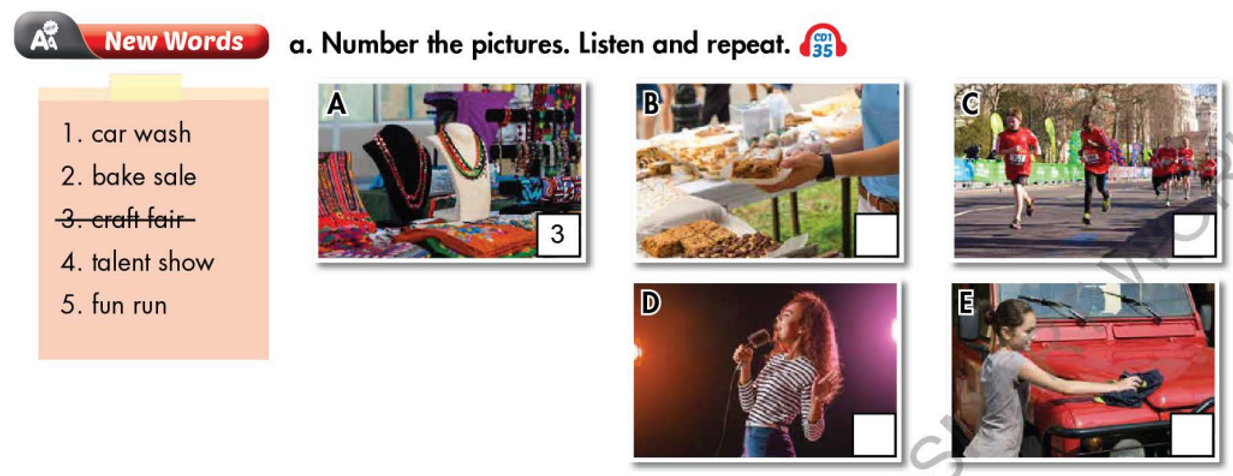 New Words
a. Number the pictures. Listen and repeat.
CD1
35
1. car wash
2. bake sale
3. craft fair
4. talent show
5. fun run
A
3
B
C
D
E